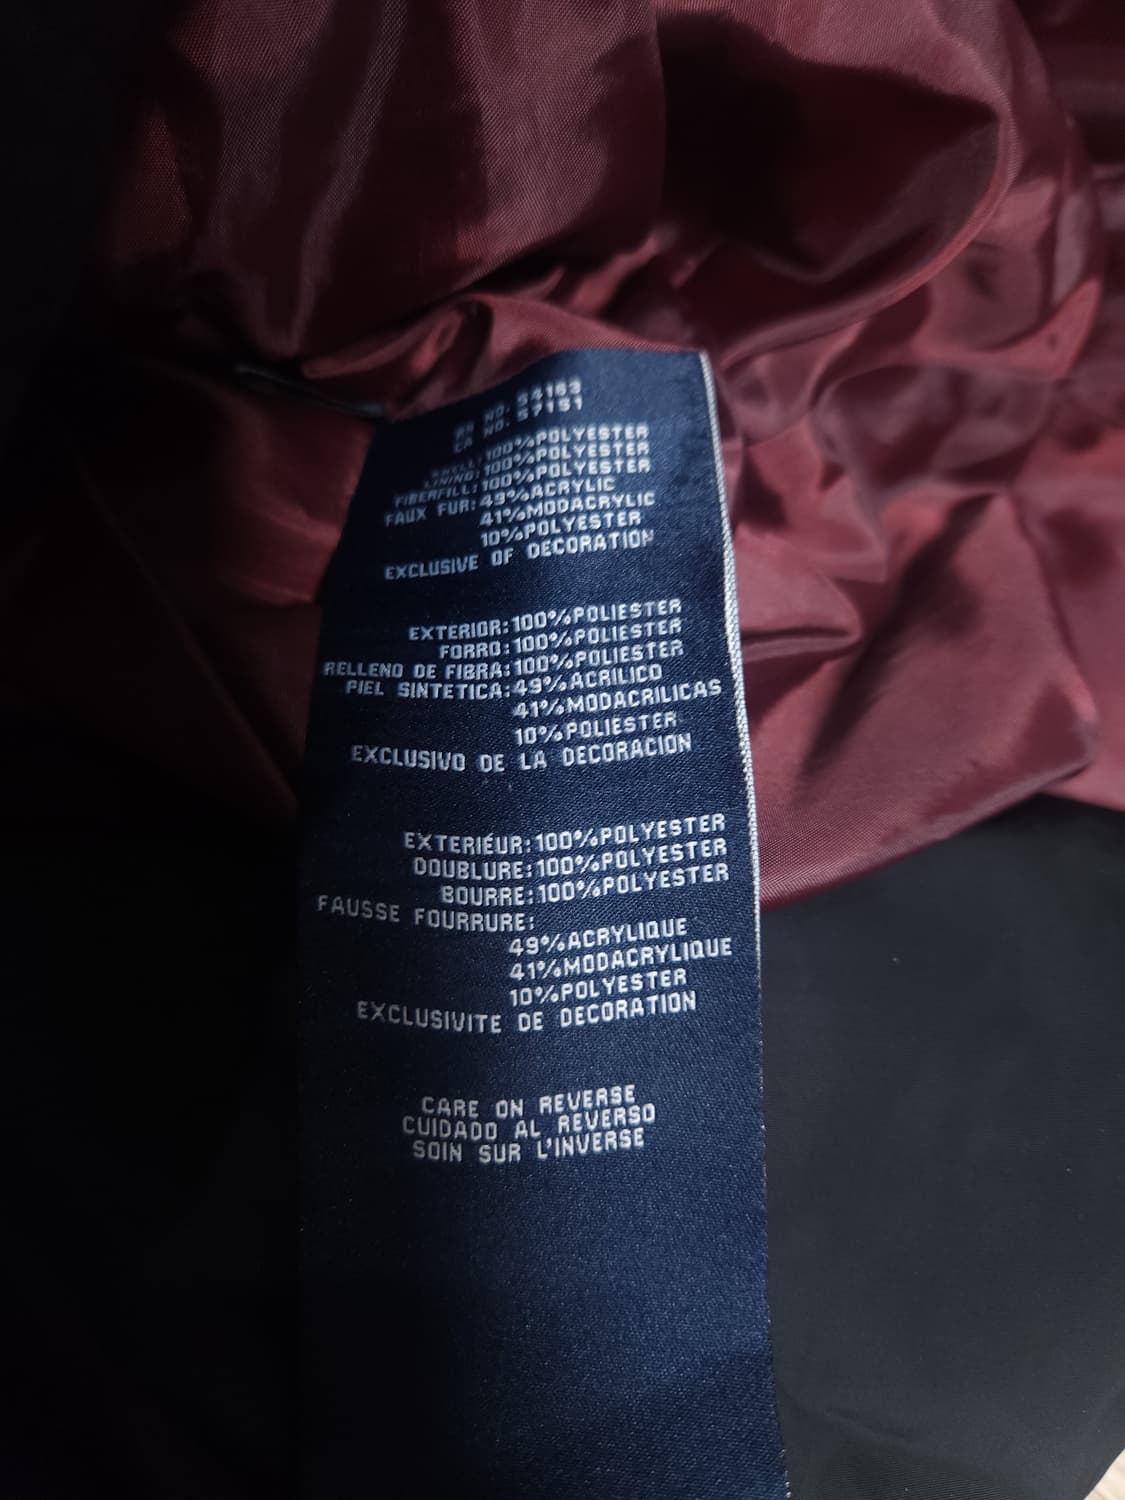 RN NO. 54163
CA NO. 57151
SHELL:100%POLYESTER
LINING:100%POLYESTER
FIBERFILL:100%POLYESTER
FAUX FUR:49%ACRYLIC
41%MODACRYLIC
10%POLYESTER
EXCLUSIVE OF DECORATION
EXTERIOR:100%POLIESTER
FORRO:100%POLIESTER
RELLENO DE FIBRA:100%POLIESTER
PIEL SINTETICA:49%ACRILICO
41%MODACRILICAS
10%POLIESTER
EXCLUSIVO DE LA DECORACION
EXTERIÉUR:100%POLYESTER
DOUBLURE:100%POLYESTER
BOURRE:100%POLYESTER
FAUSSE FOURRURE:
49%ACRYLIQUE
41%MODACRYLIQUE
10%POLYESTER
EXCLUSIVITE DE DECORATION
CARE ON REVERSE
CUIDADO AL REVERSO
SOIN SUR L'INVERSE